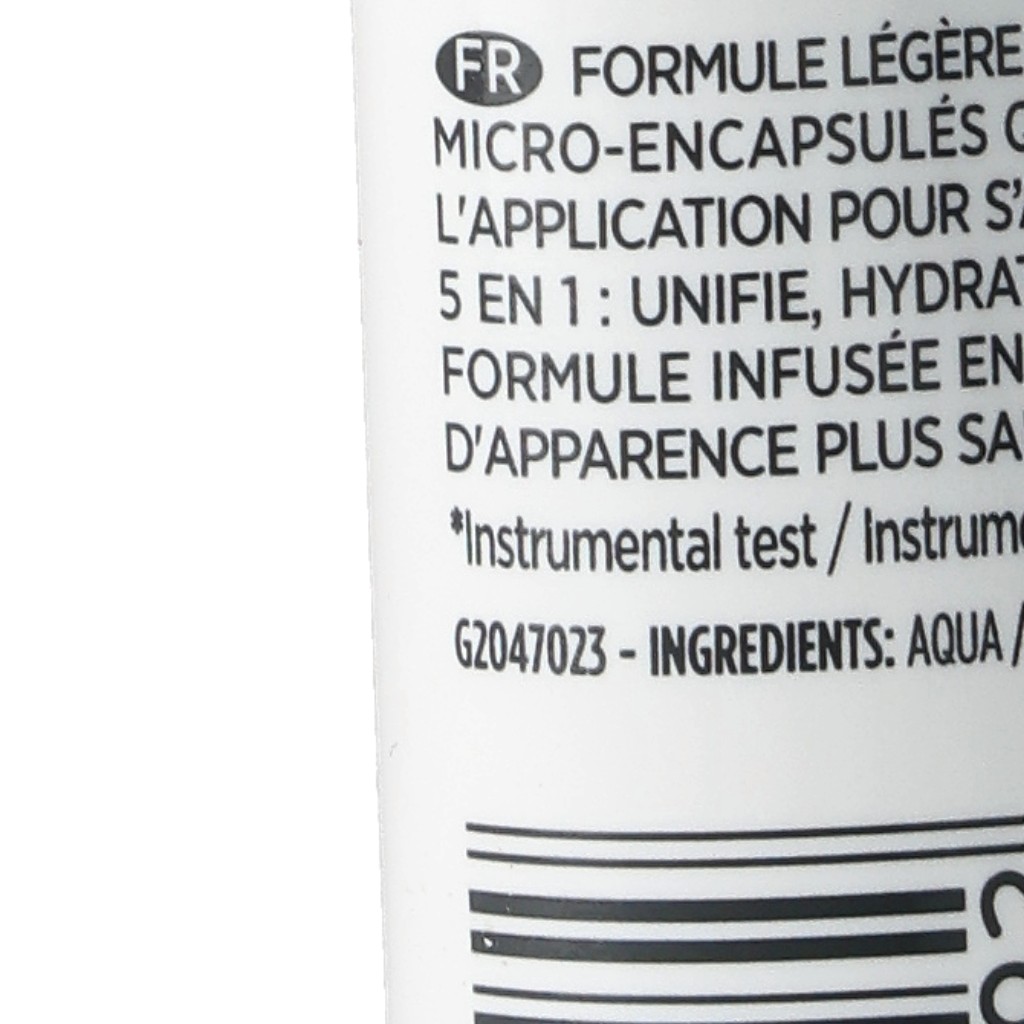 FR FORMULE LÉGÈRE
MICRO-ENCAPSULÉS
L'APPLICATION POUR
5 EN 1 : UNIFIE,
FORMULE INFUSÉE EN
D'APPARENCE PLUS
*Instrumental test /
G2047023 - INGREDIENTS: AQUA /